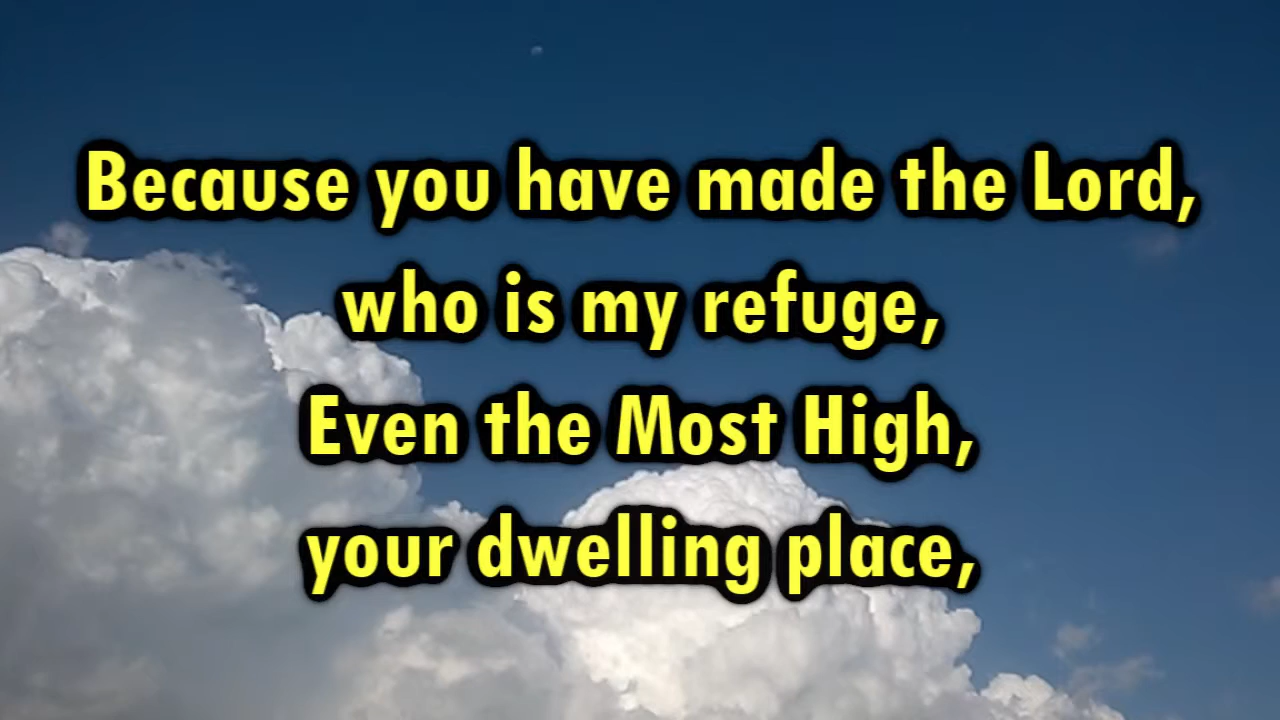 Because you have made the Lord,
who is my refuge,
Even the Most High,
your dwelling place,